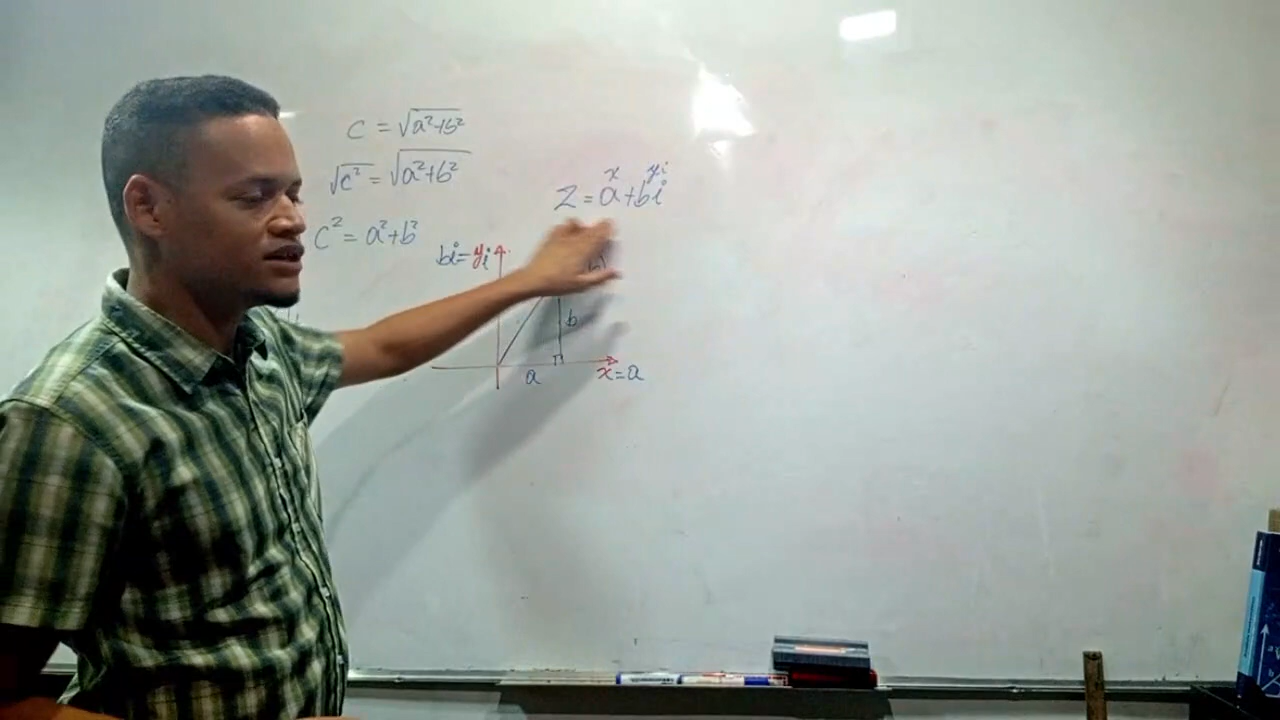 c = √a²+b²
√c² = √a²+b²
c² = a²+b²
x yi
z = a+bi
bi=yi
b
a
x=a